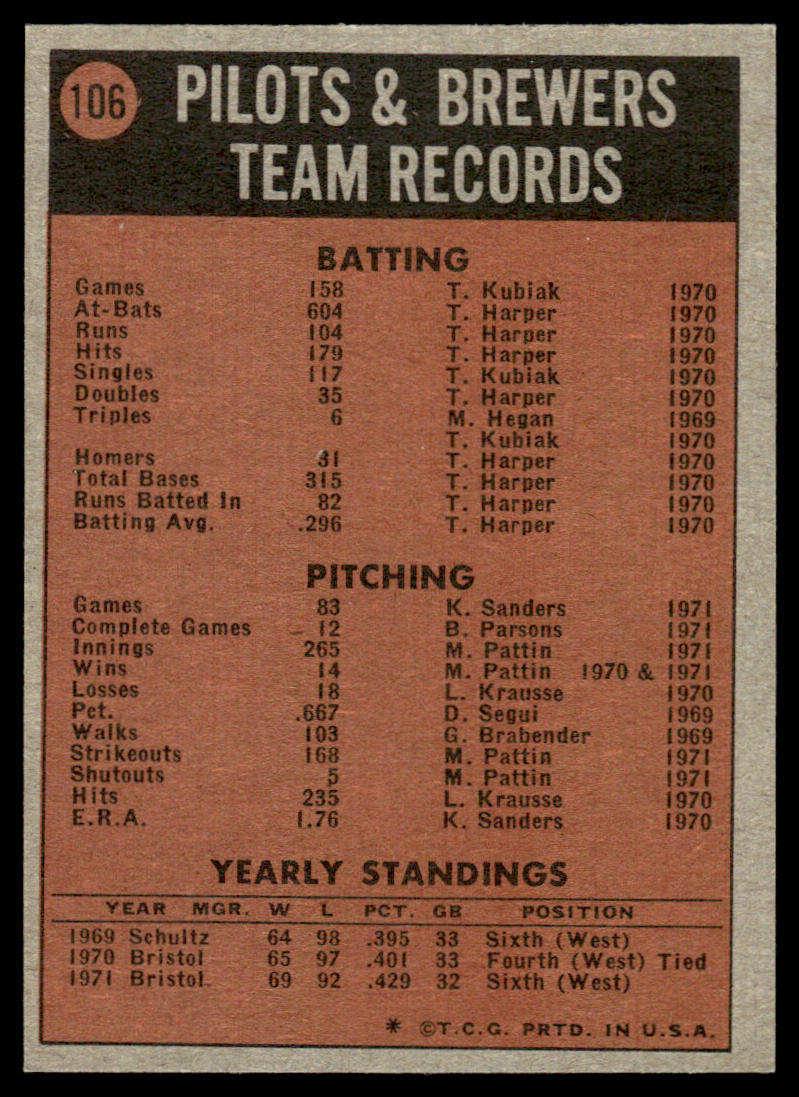 106
PILOTS & BREWERS
TEAM RECORDS
BATTING
Games 158 T. Kubiak 1970
At-Bats 604 T. Harper 1970
Runs 104 T. Harper 1970
Hits 179 T. Harper 1970
Singles 117 T. Kubiak 1970
Doubles 35 T. Harper 1970
Triples 6 M. Hegan 1969
T. Kubiak 1970
Homers 31 T. Harper 1970
Total Bases 315 T. Harper 1970
Runs Batted In 82 T. Harper 1970
Batting Avg. .296 T. Harper 1970
PITCHING
Games 83 K. Sanders 1971
Complete Games 12 B. Parsons 1971
Innings 265 M. Pattin 1971
Wins 14 M. Pattin 1970 & 1971
Losses 18 L. Krausse 1970
Pct. .667 D. Segui 1969
Walks 103 G. Brabender 1969
Strikeouts 168 M. Pattin 1971
Shutouts 5 M. Pattin 1971
Hits 235 L. Krausse 1970
E.R.A. 1.76 K. Sanders 1970
YEARLY STANDINGS
YEAR MGR. W L PCT. GB POSITION
1969 Schultz 64 98 .395 33 Sixth (West)
1970 Bristol 65 97 .401 33 Fourth (West) Tied
1971 Bristol 69 92 .429 32 Sixth (West)
* ©T.C.G. PRTD. IN U.S.A.